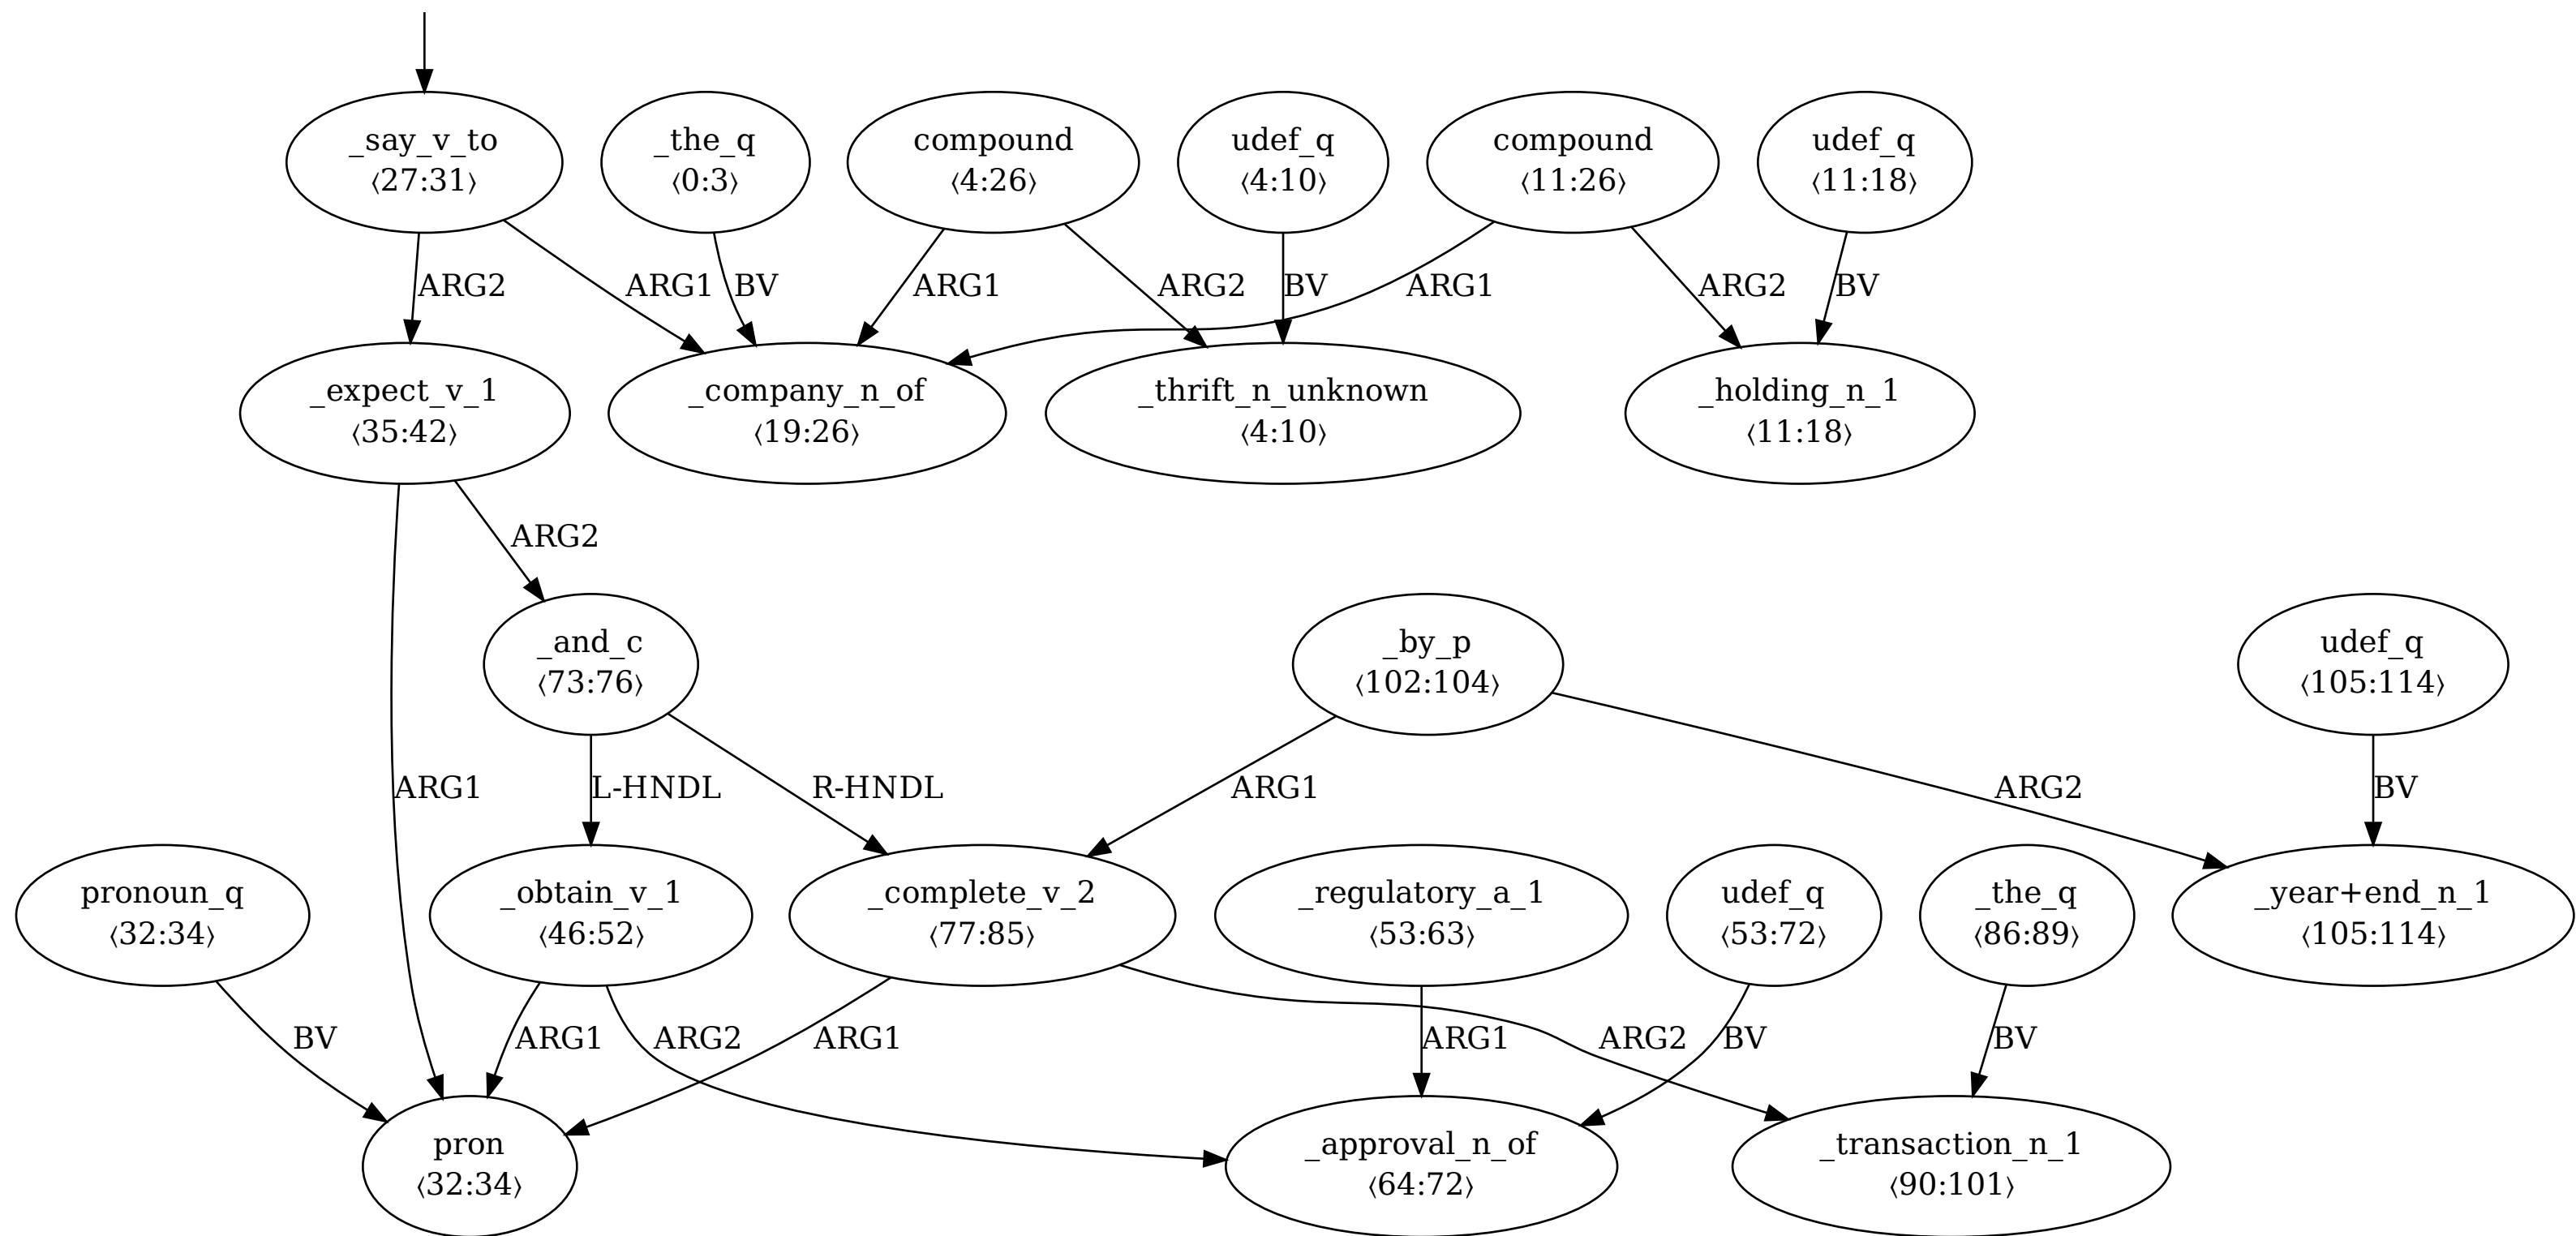 _say_v_to
⟨27:31⟩
_the_q
⟨0:3⟩
compound
⟨4:26⟩
udef_q
⟨4:10⟩
compound
⟨11:26⟩
udef_q
⟨11:18⟩
ARG2
ARG1
BV
ARG1
ARG2
BV
ARG1
ARG2
BV
_expect_v_1
⟨35:42⟩
_company_n_of
⟨19:26⟩
_thrift_n_unknown
⟨4:10⟩
_holding_n_1
⟨11:18⟩
ARG2
_and_c
⟨73:76⟩
_by_p
⟨102:104⟩
udef_q
⟨105:114⟩
ARG1
L-HNDL
R-HNDL
ARG1
ARG2
BV
pronoun_q
⟨32:34⟩
_obtain_v_1
⟨46:52⟩
_complete_v_2
⟨77:85⟩
_regulatory_a_1
⟨53:63⟩
udef_q
⟨53:72⟩
_the_q
⟨86:89⟩
_year+end_n_1
⟨105:114⟩
BV
ARG1
ARG2
ARG1
ARG1
ARG2
BV
BV
pron
⟨32:34⟩
_approval_n_of
⟨64:72⟩
_transaction_n_1
⟨90:101⟩